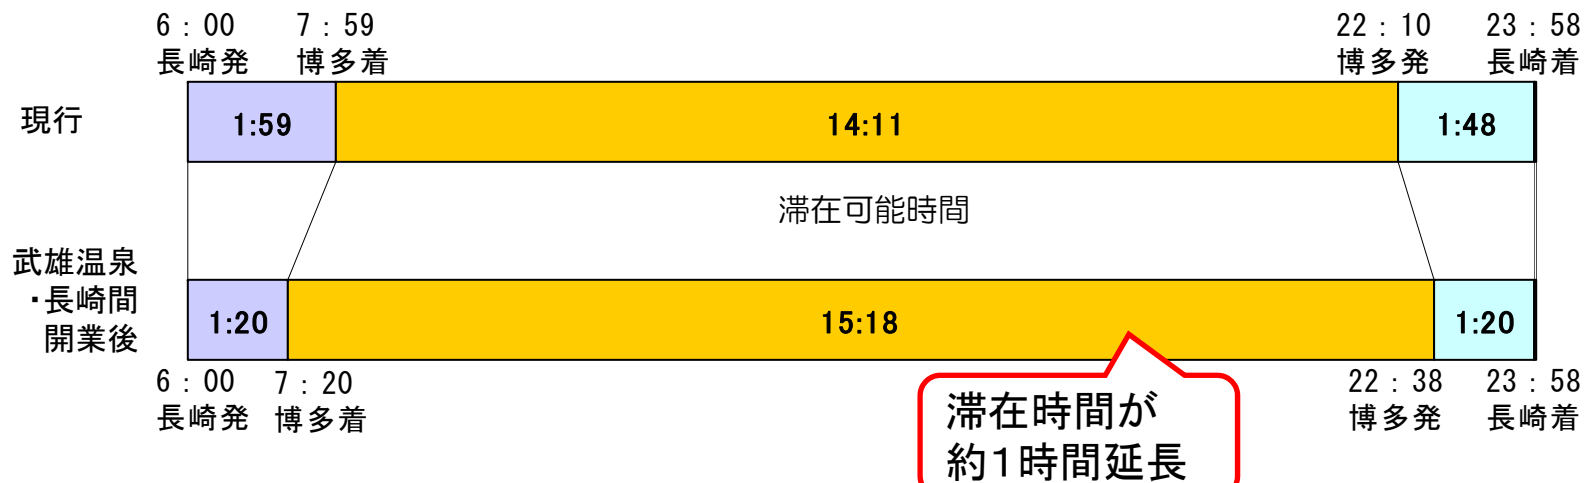 6：00 7：59 22：10 23：58
長崎発 博多着 博多発 長崎着
現行 1:59 14:11 1:48
滞在可能時間
武雄温泉
・長崎間
開業後
1:20 15:18 1:20
6：00 7：20 22：38 23：58
長崎発 博多着 博多発 長崎着
滞在時間が
約1時間延長